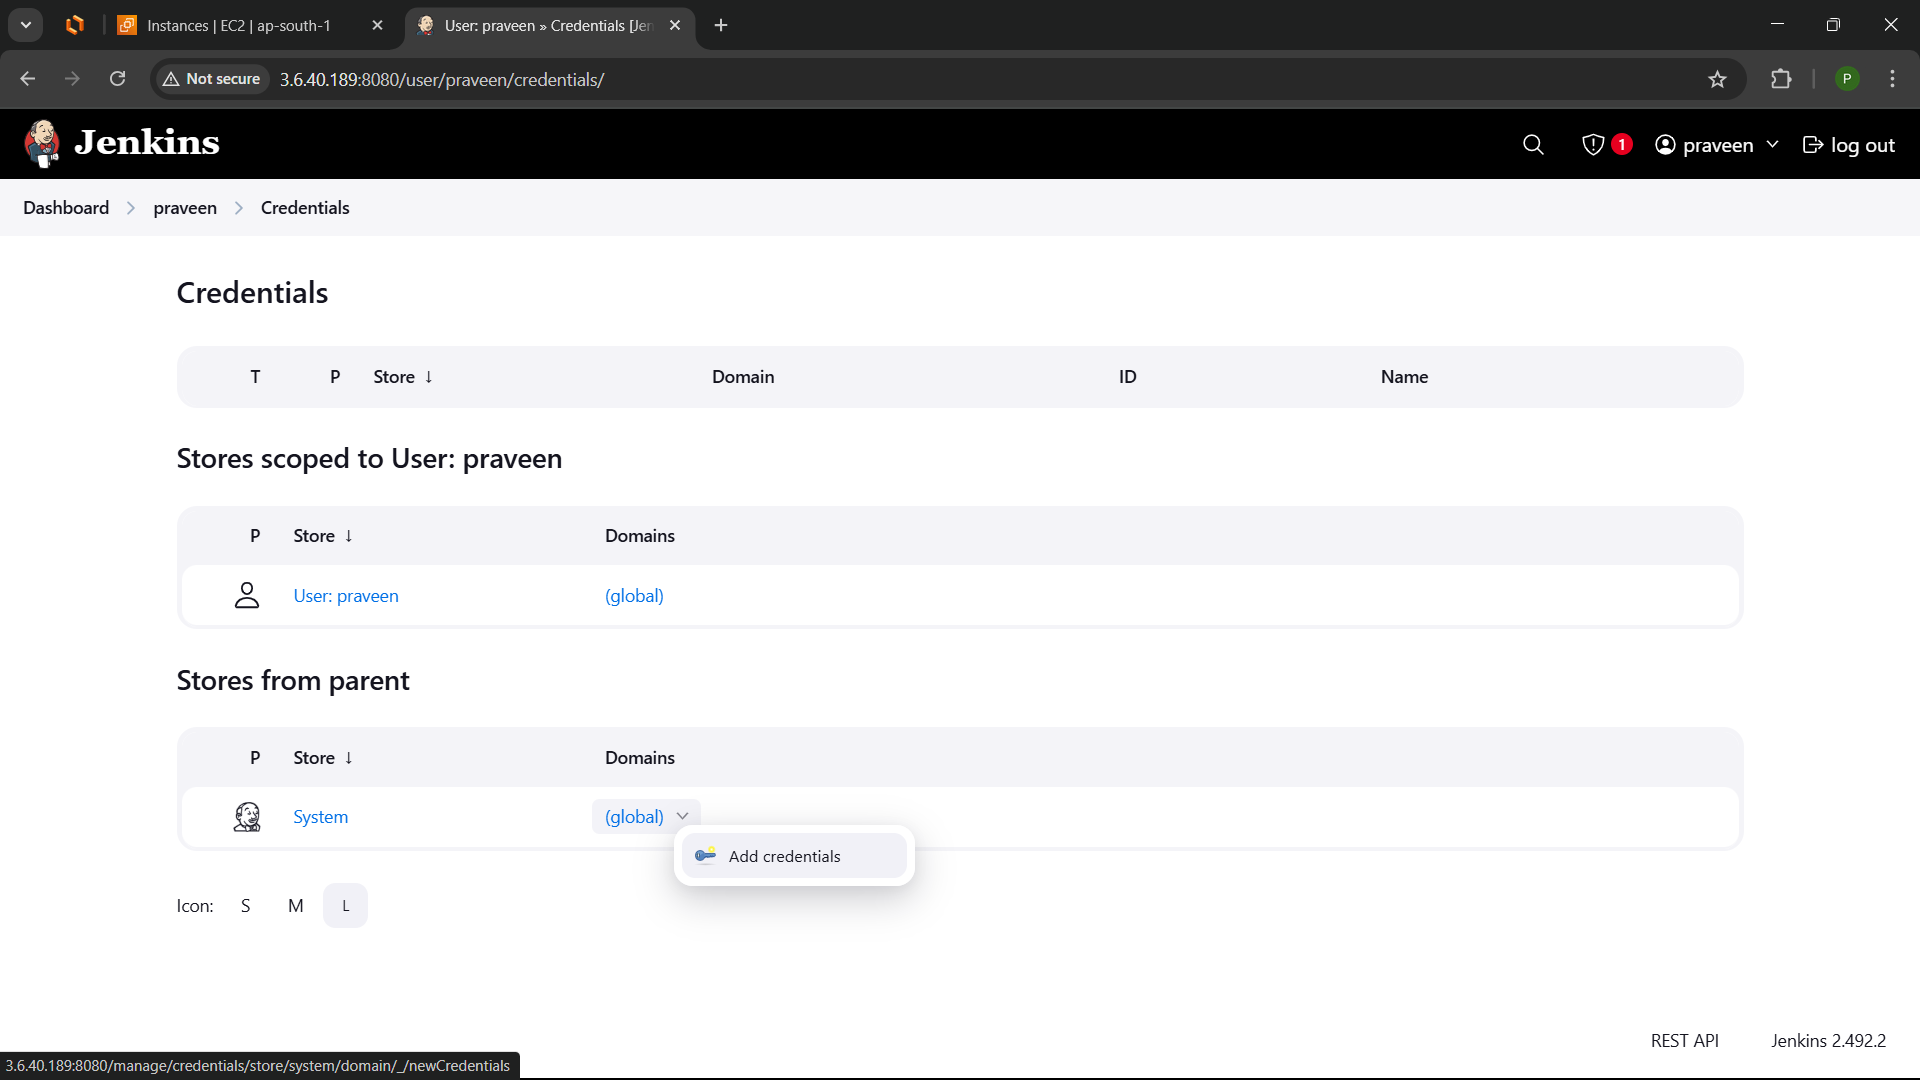 Instances | EC2 | ap-south-1
User: praveen » Credentials [Jen
Not secure
3.6.40.189:8080/user/praveen/credentials/
P
Jenkins
1
praveen
log out
Dashboard
praveen
Credentials
Credentials
T P Store ↓ Domain ID Name
Stores scoped to User: praveen
P Store ↓ Domains
User: praveen (global)
Stores from parent
P Store ↓ Domains
System (global)
Add credentials
Icon: S M L
REST API Jenkins 2.492.2
3.6.40.189:8080/manage/credentials/store/system/domain/_/newCredentials